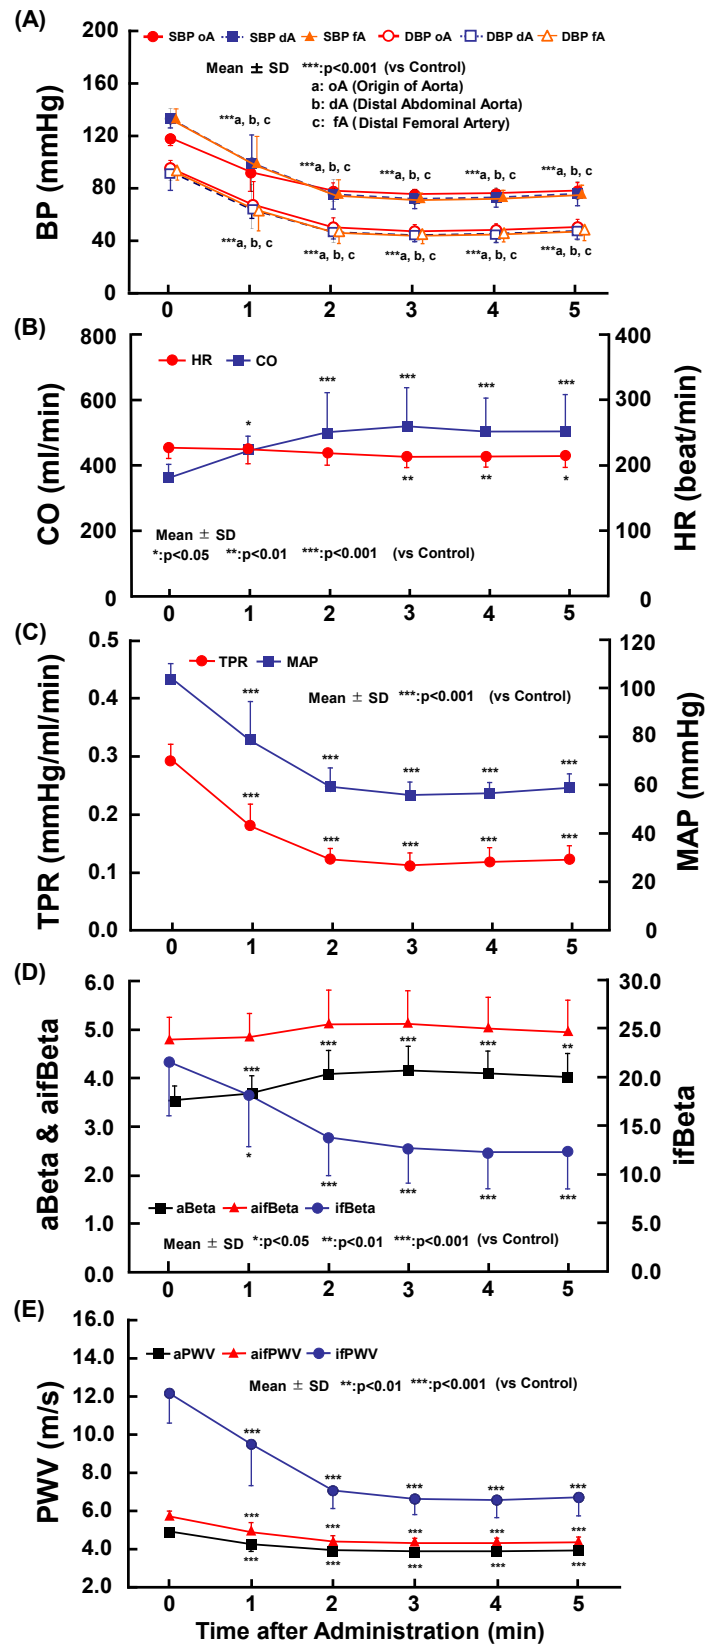 (A)
200
160
120
80
40
0
BP (mmHg)
SBP oA SBP dA SBP fA DBP oA DBP dA DBP fA
Mean ± SD ***:p<0.001 (vs Control)
a: oA (Origin of Aorta)
b: dA (Distal Abdominal Aorta)
c: fA (Distal Femoral Artery)
***a, b, c
***a, b, c ***a, b, c ***a, b, c ***a, b, c
***a, b, c ***a, b, c ***a, b, c ***a, b, c ***a, b, c
0 1 2 3 4 5
(B)
800
600
400
200
0
CO (ml/min)
400
300
200
100
0
HR (beat/min)
HR CO
* *** *** *** ***
** ** *
Mean ± SD
*:p<0.05 **:p<0.01 ***:p<0.001 (vs Control)
0 1 2 3 4 5
(C)
0.5
0.4
0.3
0.2
0.1
0.0
TPR (mmHg/ml/min)
120
100
80
60
40
20
0
MAP (mmHg)
TPR MAP
Mean ± SD ***:p<0.001 (vs Control)
*** *** *** *** ***
*** *** *** *** ***
0 1 2 3 4 5
(D)
6.0
5.0
4.0
3.0
2.0
1.0
0.0
aBeta & aifBeta
30.0
25.0
20.0
15.0
10.0
5.0
0.0
ifBeta
*** *** *** *** **
* *** *** *** ***
aBeta aifBeta ifBeta
Mean ± SD *:p<0.05 **:p<0.01 ***:p<0.001 (vs Control)
0 1 2 3 4 5
(E)
16.0
14.0
12.0
10.0
8.0
6.0
4.0
2.0
PWV (m/s)
aPWV aifPWV ifPWV
Mean ± SD **:p<0.01 ***:p<0.001 (vs Control)
*** *** *** *** ***
*** *** *** *** ***
*** *** *** *** ***
0 1 2 3 4 5
Time after Administration (min)